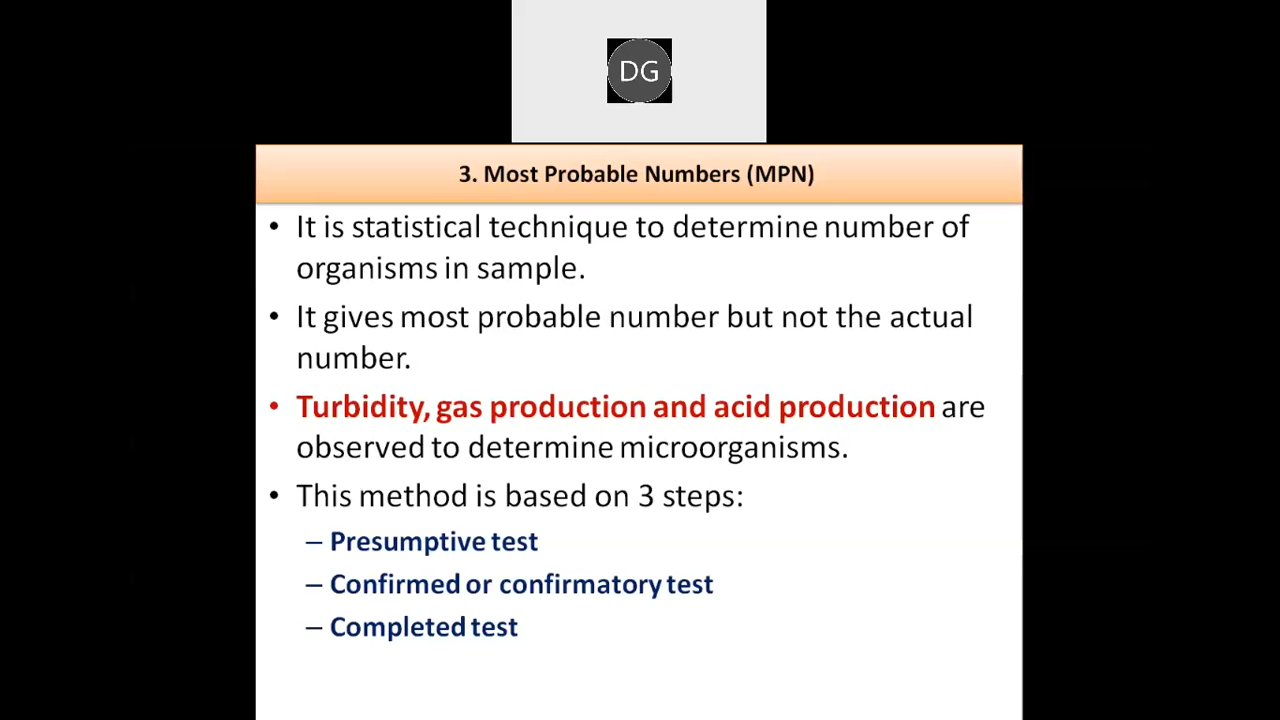 DG
3. Most Probable Numbers (MPN)
• It is statistical technique to determine number of
organisms in sample.
• It gives most probable number but not the actual
number.
• Turbidity, gas production and acid production are
observed to determine microorganisms.
• This method is based on 3 steps:
– Presumptive test
– Confirmed or confirmatory test
– Completed test